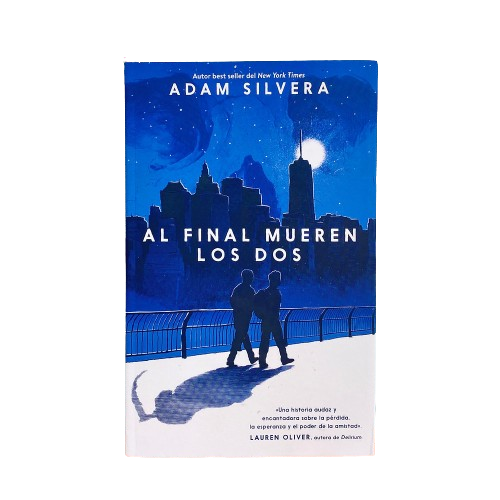 Autor best seller del New York Times
ADAM SILVERA
AL FINAL MUEREN
LOS DOS
«Una historia audaz y
encantadora sobre la pérdida,
la esperanza y el poder de la amistad».
LAUREN OLIVER, autora de Delirium